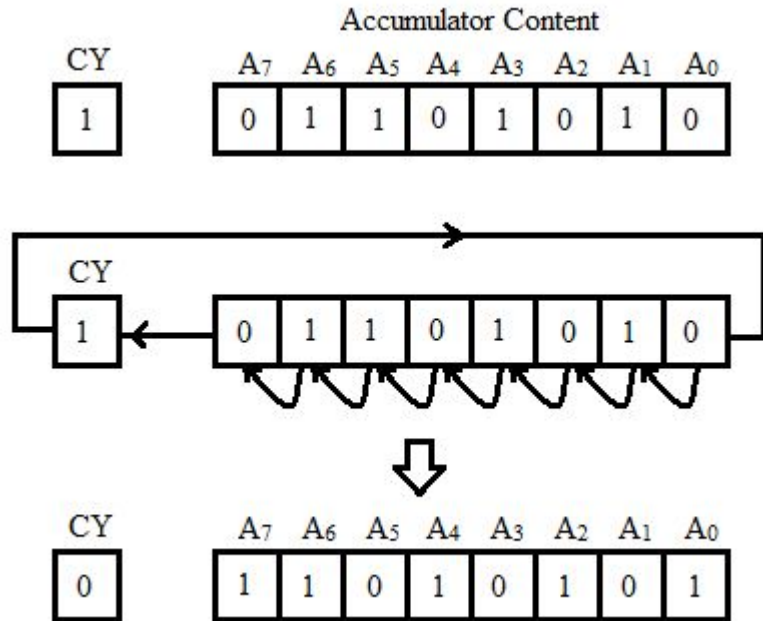 Accumulator Content
CY A₇ A₆ A₅ A₄ A₃ A₂ A₁ A₀
1 0 1 1 0 1 0 1 0
CY
1 0 1 1 0 1 0 1 0
CY A₇ A₆ A₅ A₄ A₃ A₂ A₁ A₀
0 1 1 0 1 0 1 0 1